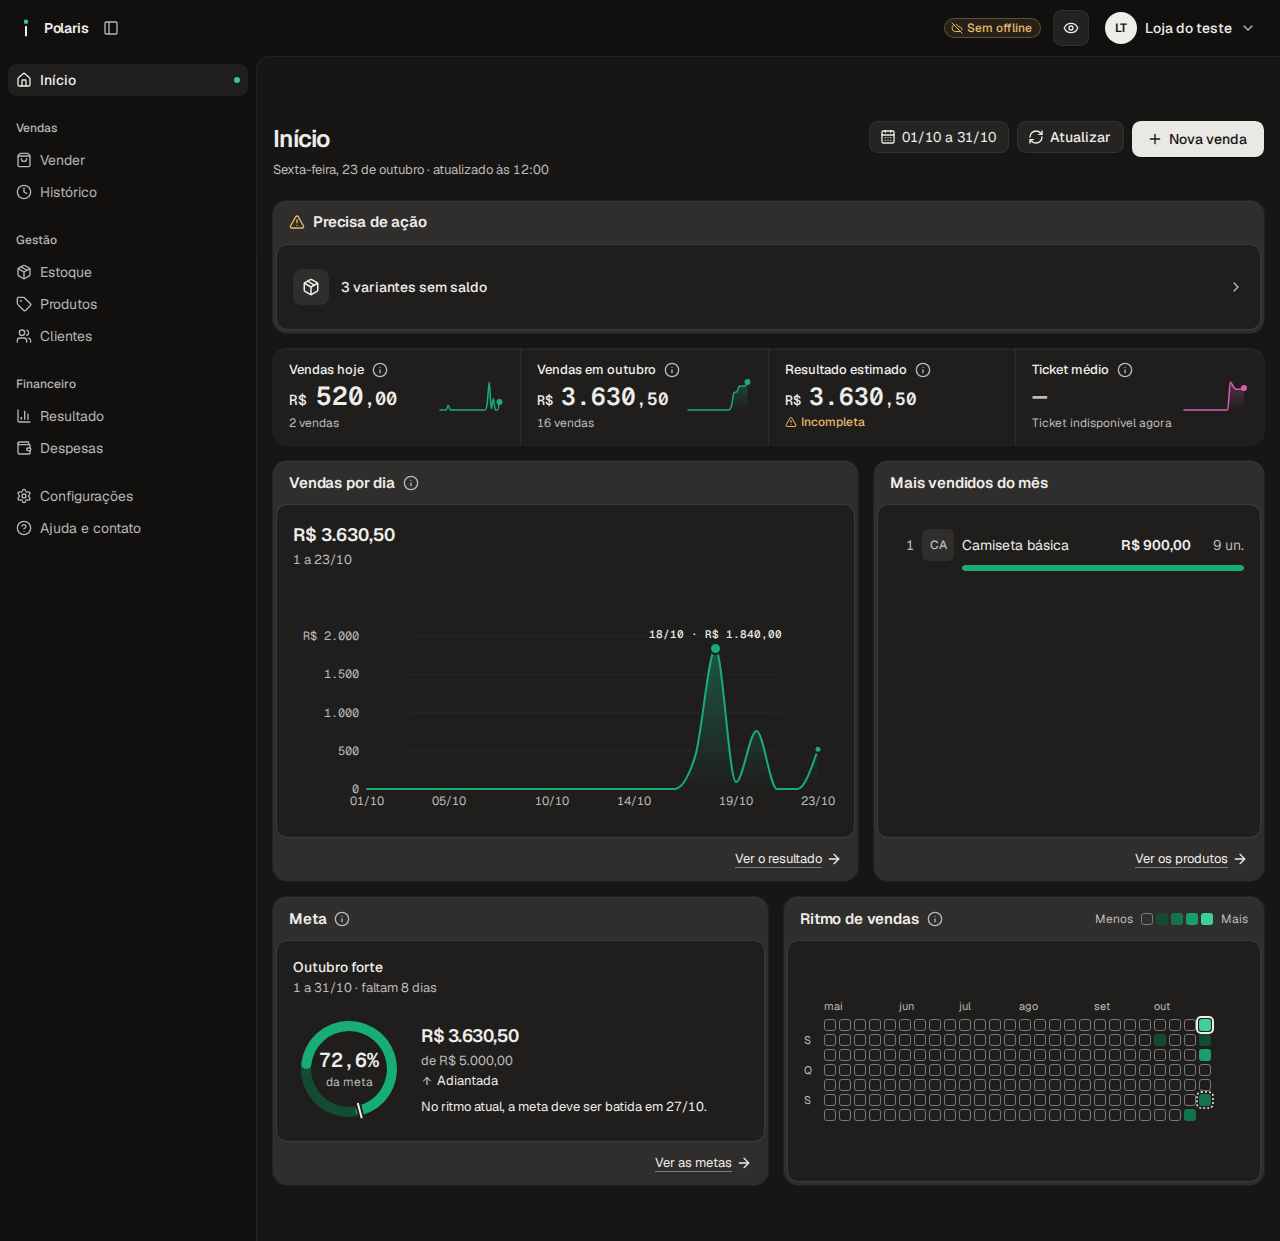 Polaris
Sem offline
LT
Loja do teste
Início
Vendas
Vender
Histórico
Gestão
Estoque
Produtos
Clientes
Financeiro
Resultado
Despesas
Configurações
Ajuda e contato
Início
01/10 a 31/10
Atualizar
Nova venda
Sexta-feira, 23 de outubro · atualizado às 12:00
Precisa de ação
3 variantes sem saldo
Vendas hoje
R$ 520,00
2 vendas
Vendas em outubro
R$ 3.630,50
16 vendas
Resultado estimado
R$ 3.630,50
Incompleta
Ticket médio
—
Ticket indisponível agora
Vendas por dia
R$ 3.630,50
1 a 23/10
18/10 · R$ 1.840,00
R$ 2.000
1.500
1.000
500
0
01/10 05/10 10/10 14/10 19/10 23/10
Ver o resultado
Mais vendidos do mês
1 CA Camiseta básica R$ 900,00 9 un.
Ver os produtos
Meta
Outubro forte
1 a 31/10 · faltam 8 dias
72,6%
da meta
R$ 3.630,50
de R$ 5.000,00
Adiantada
No ritmo atual, a meta deve ser batida em 27/10.
Ver as metas
Ritmo de vendas
Menos Mais
mai jun jul ago set out
S
Q
S